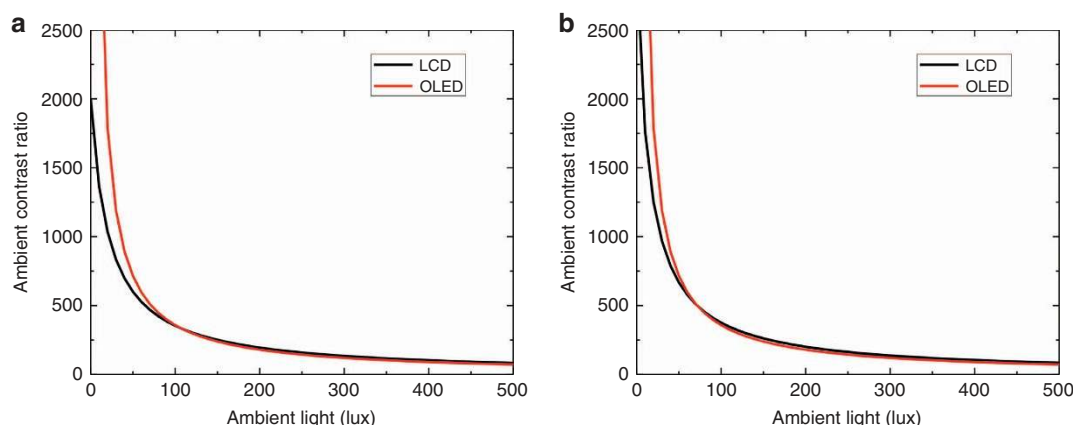 a
2500
2000
1500
1000
500
0
Ambient contrast ratio
LCD
OLED
0 100 200 300 400 500
Ambient light (lux)
b
2500
2000
1500
1000
500
0
Ambient contrast ratio
LCD
OLED
0 100 200 300 400 500
Ambient light (lux)